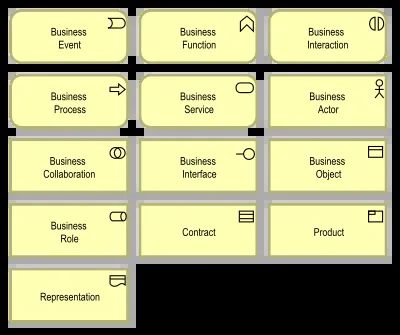 Business
Event
Business
Function
Business
Interaction
Business
Process
Business
Service
Business
Actor
Business
Collaboration
Business
Interface
Business
Object
Business
Role
Contract
Product
Representation